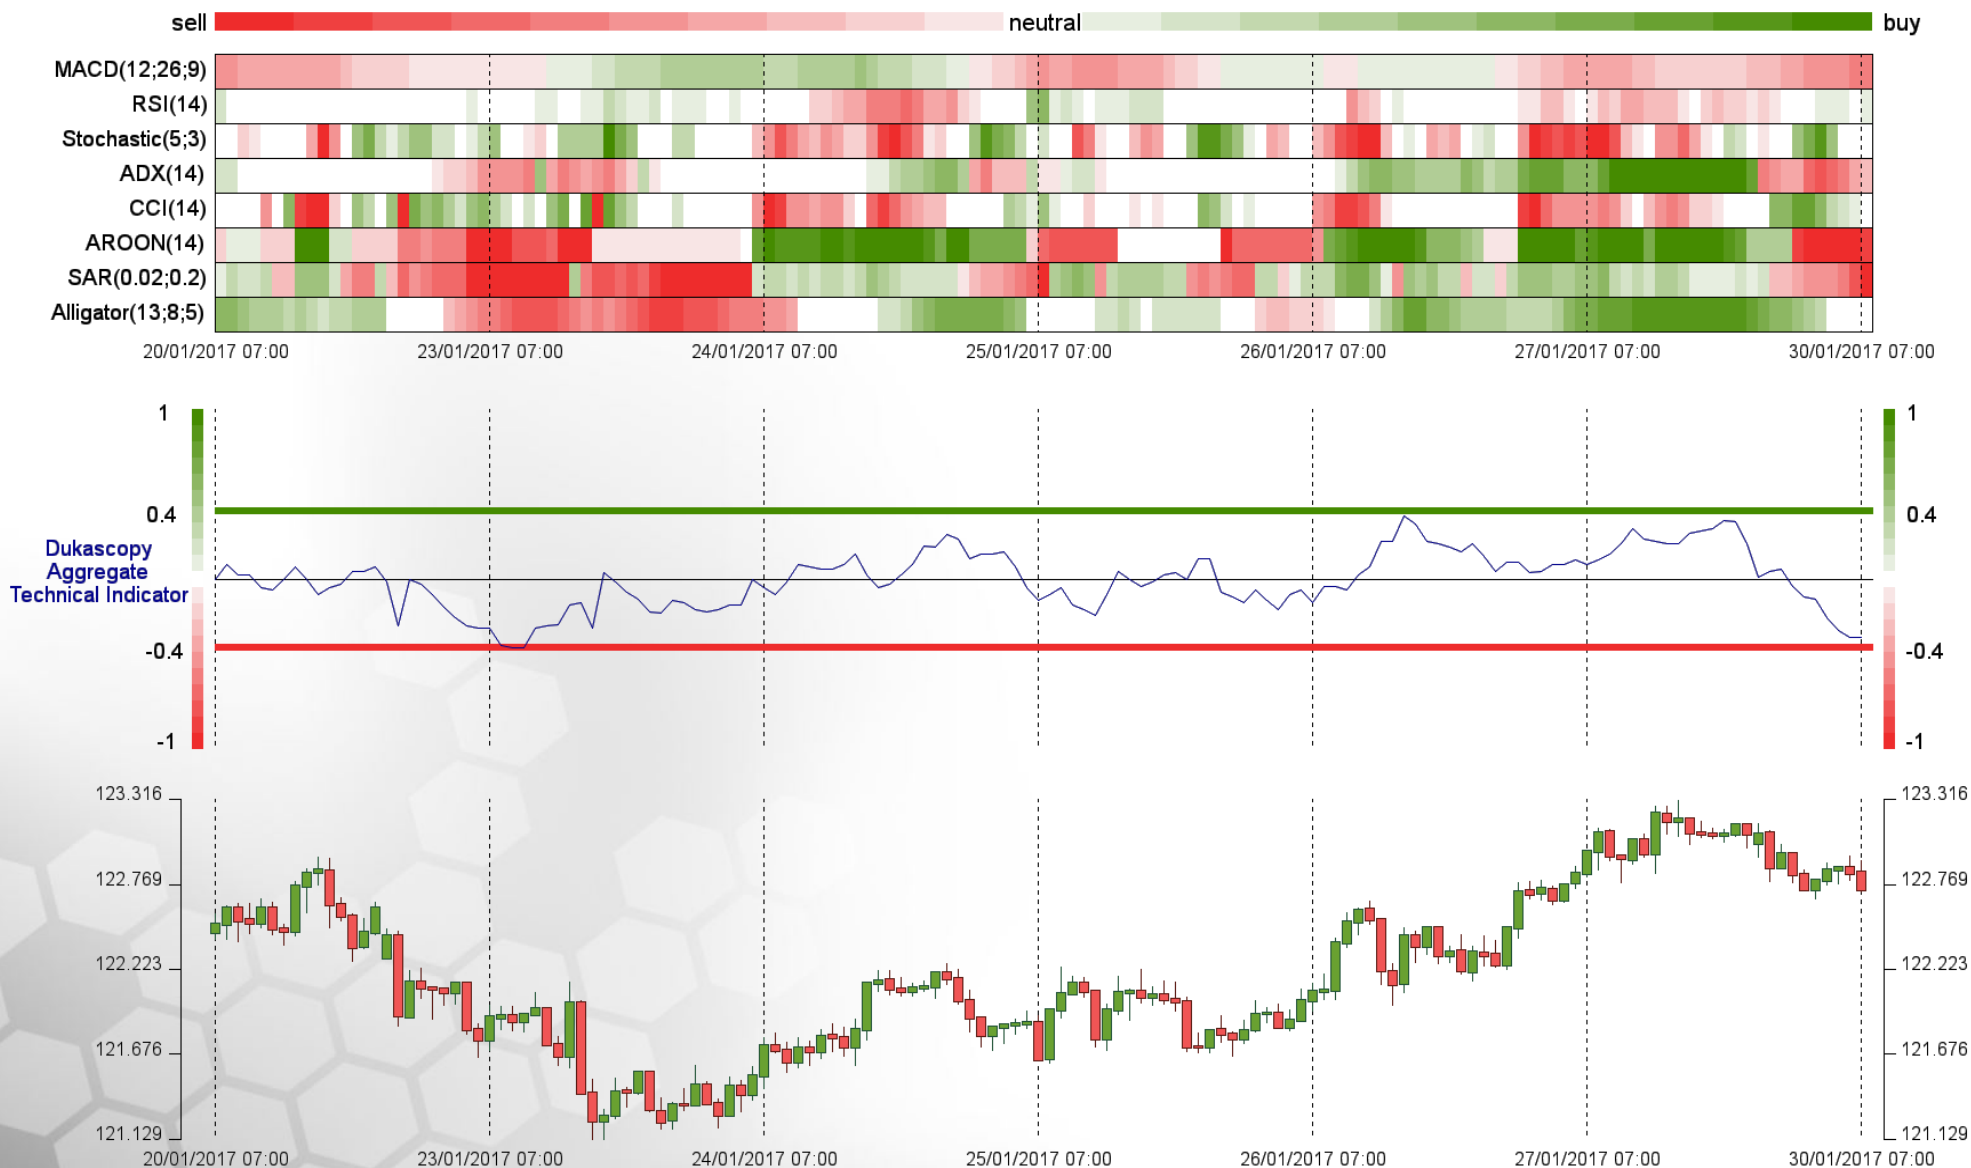 sell neutral buy
MACD(12;26;9)
RSI(14)
Stochastic(5;3)
ADX(14)
CCI(14)
AROON(14)
SAR(0.02;0.2)
Alligator(13;8;5)
20/01/2017 07:00 23/01/2017 07:00 24/01/2017 07:00 25/01/2017 07:00 26/01/2017 07:00 27/01/2017 07:00 30/01/2017 07:00
1 1
0.4 0.4
Dukascopy
Aggregate
Technical Indicator
-0.4 -0.4
-1 -1
123.316 123.316
122.769 122.769
122.223 122.223
121.676 121.676
121.129 121.129
20/01/2017 07:00 23/01/2017 07:00 24/01/2017 07:00 25/01/2017 07:00 26/01/2017 07:00 27/01/2017 07:00 30/01/2017 07:00